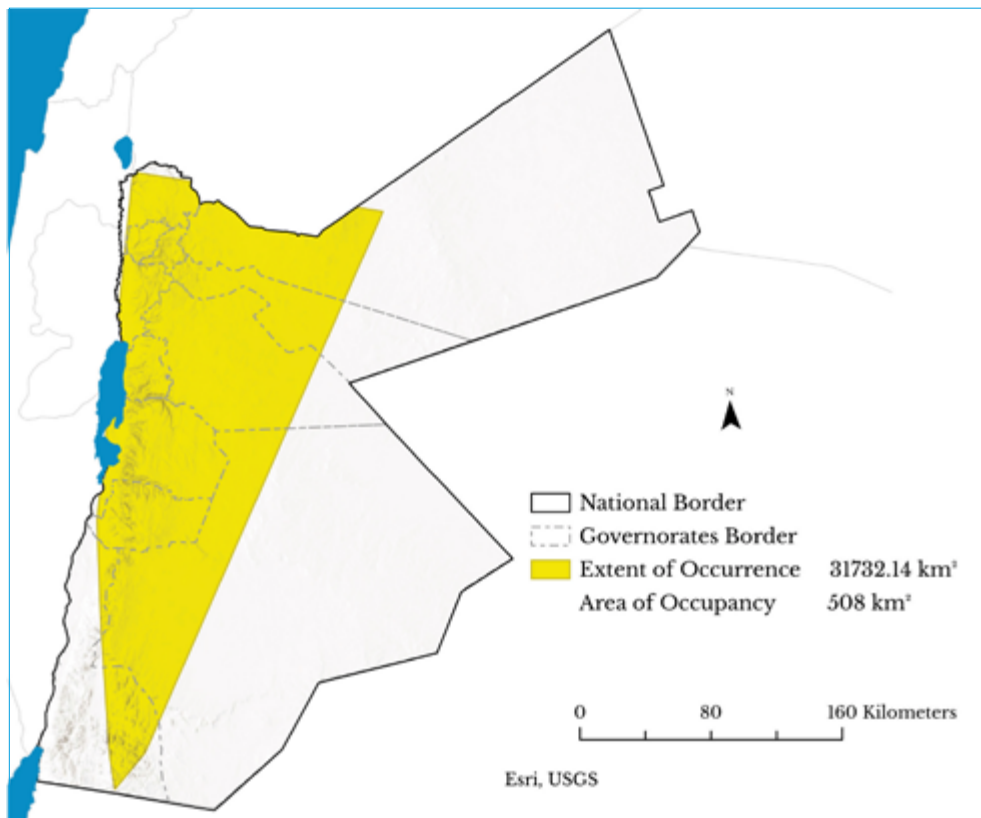 N
National Border
Governorates Border
Extent of Occurrence 31732.14 km²
Area of Occupancy 508 km²
0 80 160 Kilometers
Esri, USGS